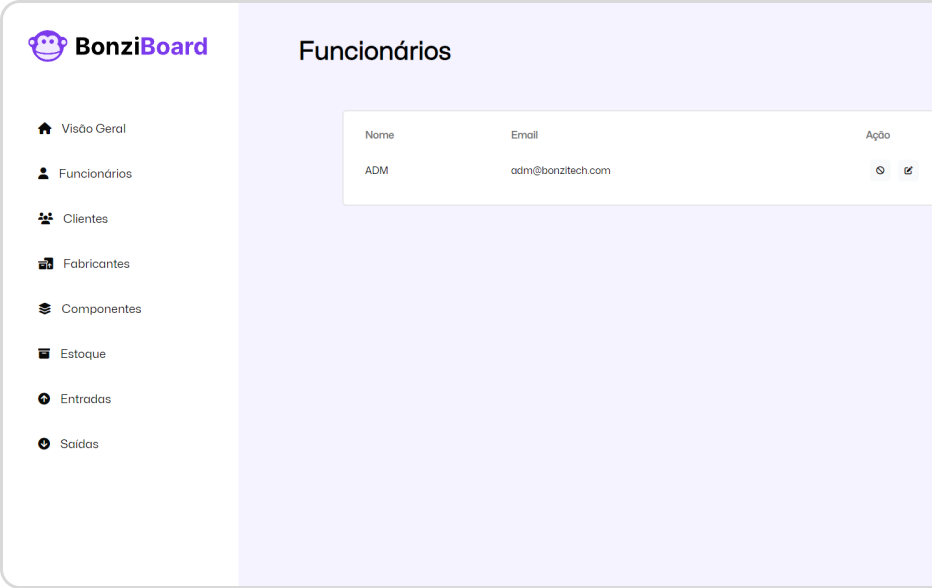 BonziBoard
Visão Geral
Funcionários
Clientes
Fabricantes
Componentes
Estoque
Entradas
Saídas
Funcionários
Nome Email Ação
ADM adm@bonzitech.com